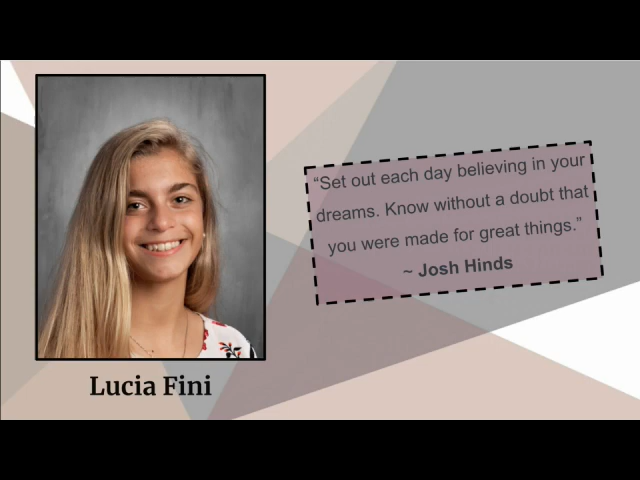 “Set out each day believing in your
dreams. Know without a doubt that
you were made for great things.”
~ Josh Hinds
Lucia Fini